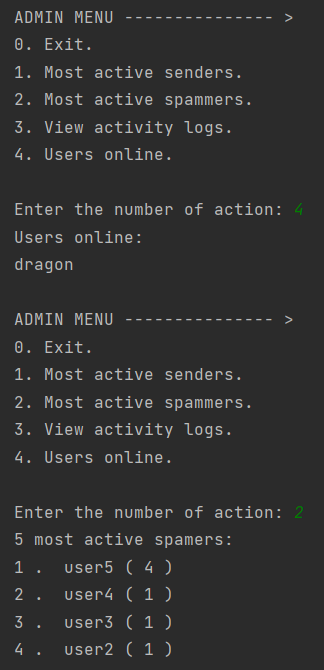 ADMIN MENU --------------- >
0. Exit.
1. Most active senders.
2. Most active spammers.
3. View activity logs.
4. Users online.
Enter the number of action: 4
Users online:
dragon
ADMIN MENU --------------- >
0. Exit.
1. Most active senders.
2. Most active spammers.
3. View activity logs.
4. Users online.
Enter the number of action: 2
5 most active spamers:
1 .  user5 ( 4 )
2 .  user4 ( 1 )
3 .  user3 ( 1 )
4 .  user2 ( 1 )